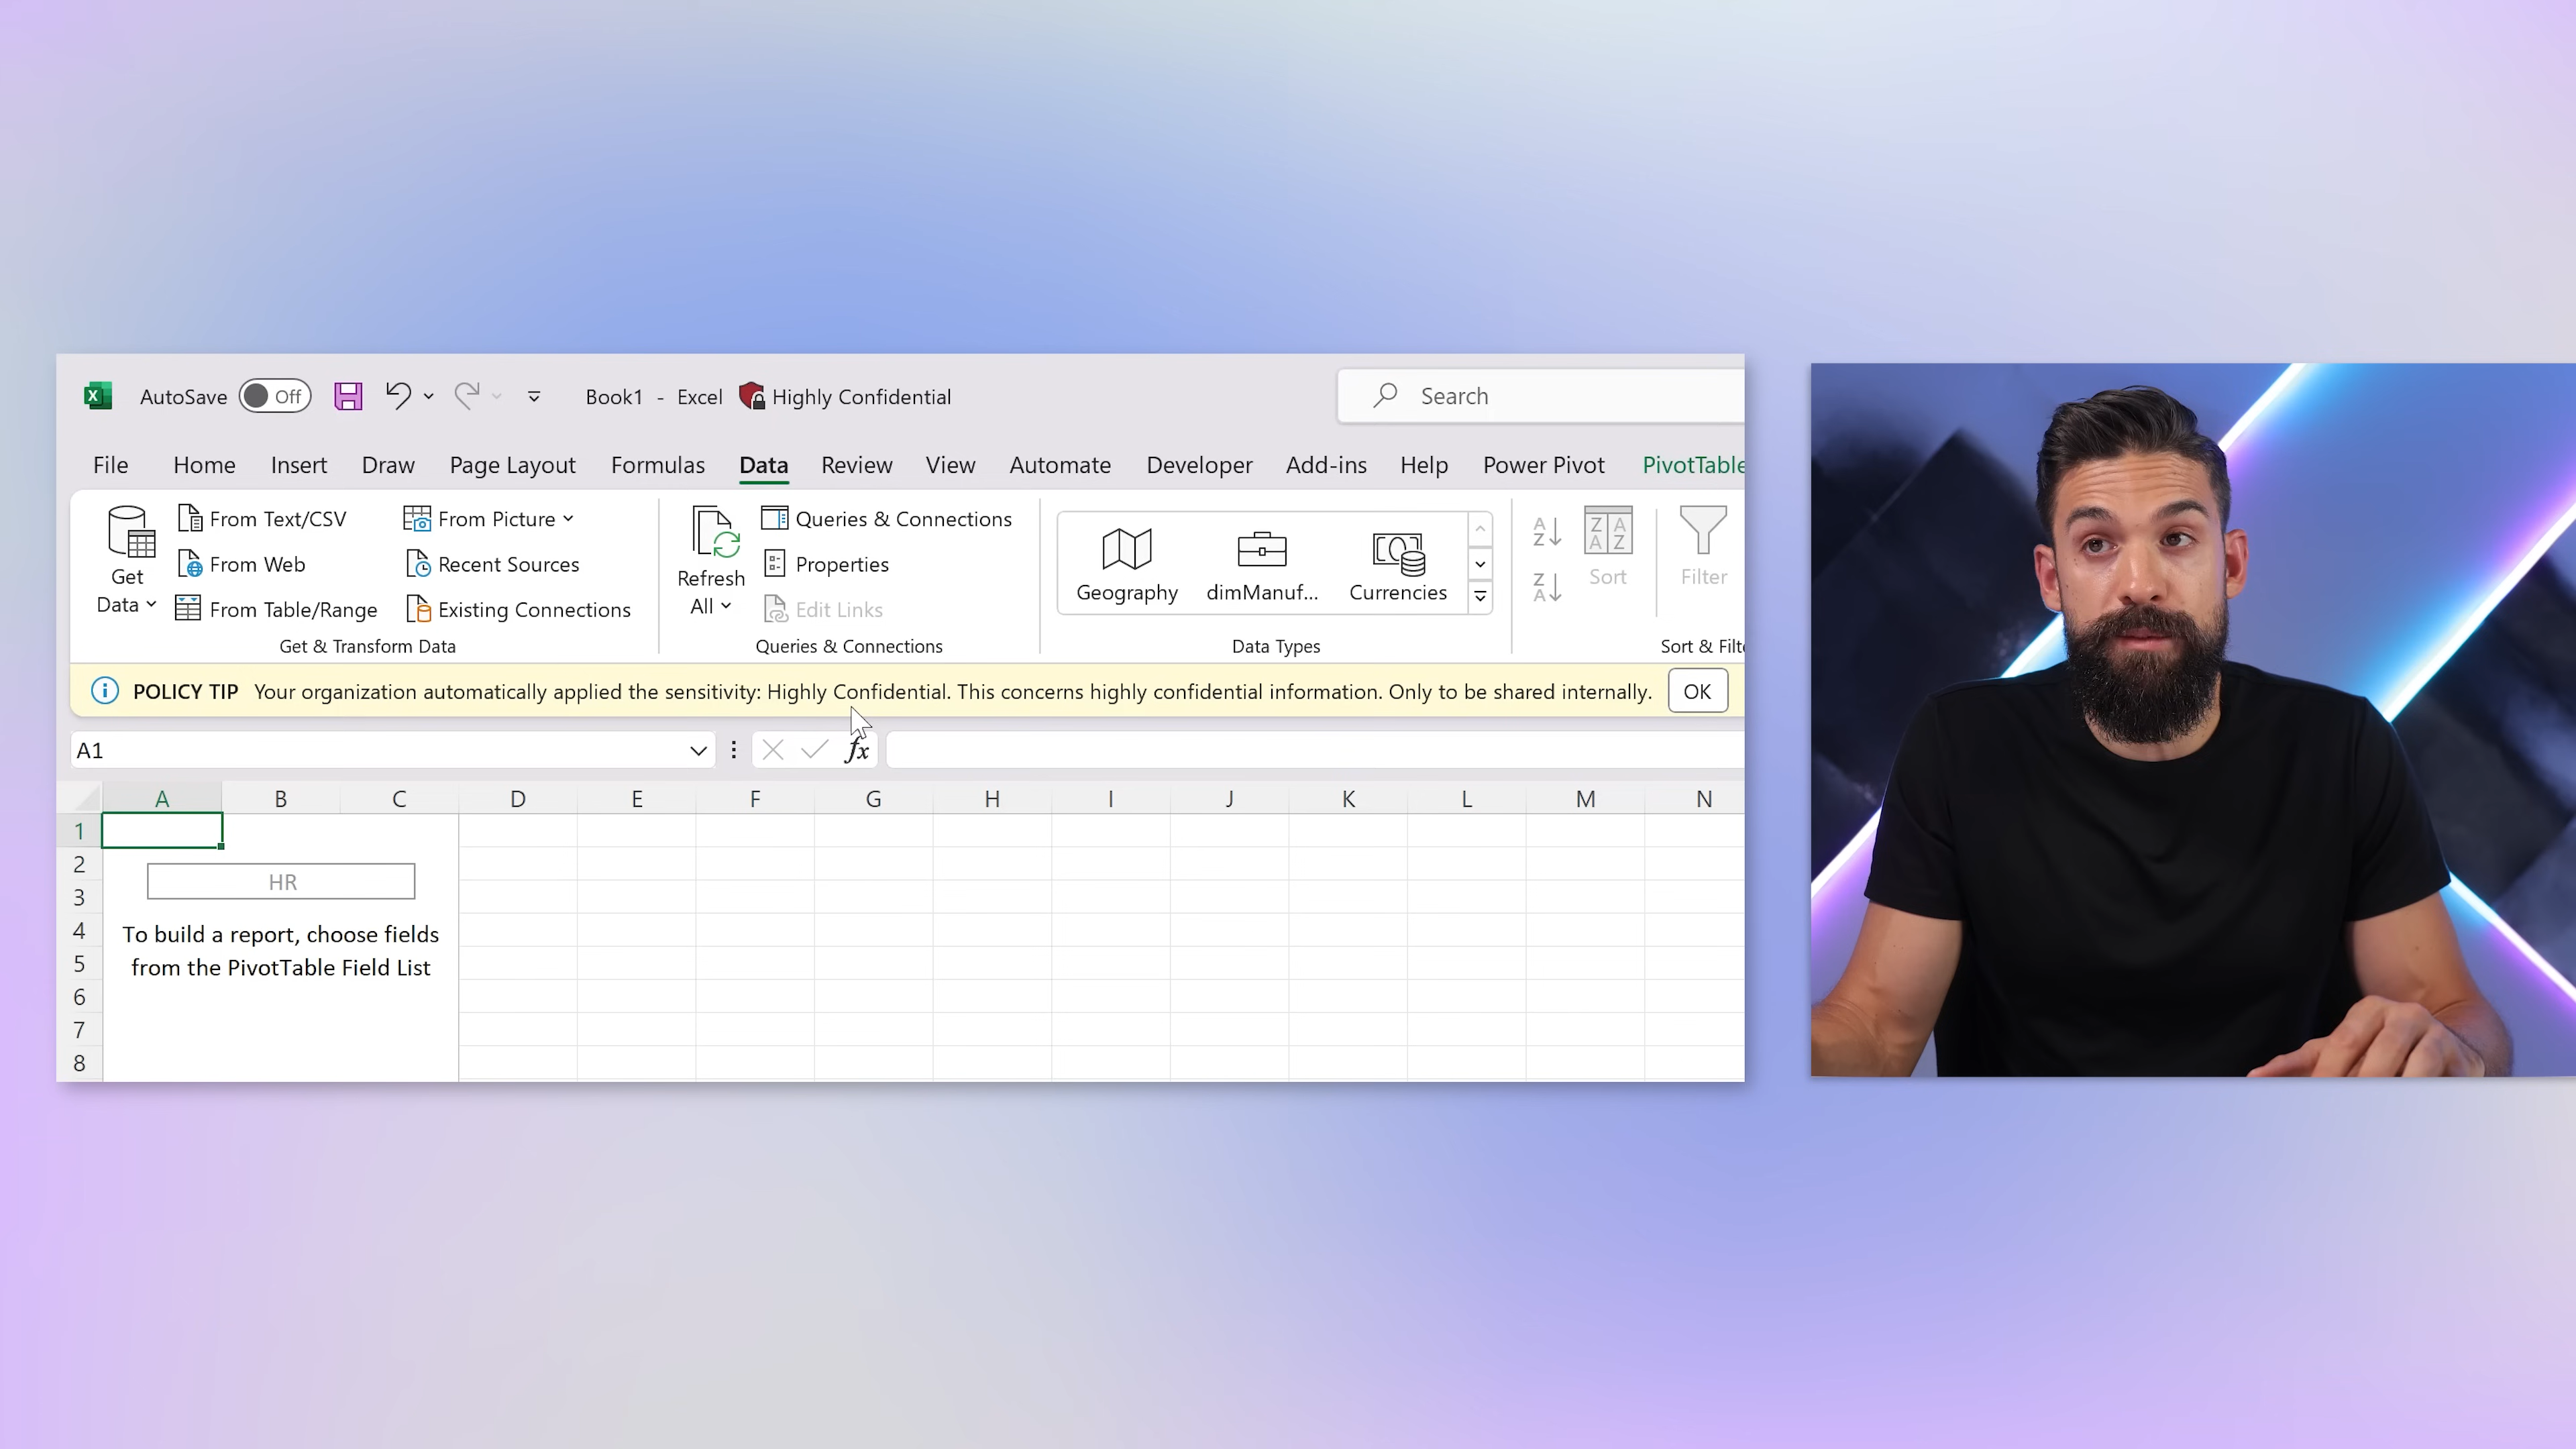 AutoSave Off Book1 - Excel Highly Confidential Search
File Home Insert Draw Page Layout Formulas Data Review View Automate Developer Add-ins Help Power Pivot PivotTable
Get Data
From Text/CSV
From Web
From Table/Range
From Picture
Recent Sources
Existing Connections
Get & Transform Data
Refresh All
Queries & Connections
Properties
Edit Links
Queries & Connections
Geography dimManuf... Currencies
Data Types
Sort
Filter
Sort & Filt
POLICY TIP Your organization automatically applied the sensitivity: Highly Confidential. This concerns highly confidential information. Only to be shared internally. OK
A1 fx
A B C D E F G H I J K L M N
1
2
HR
3
4
To build a report, choose fields
5
from the PivotTable Field List
6
7
8